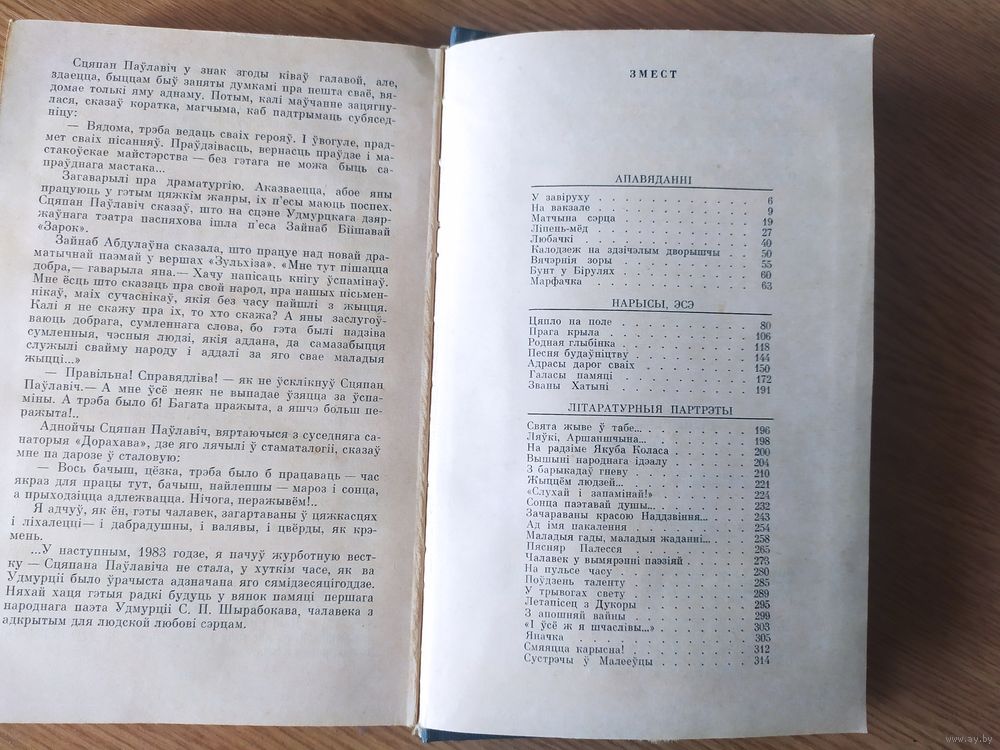 Сцяпан Паўлавіч у знак згоды ківаў галавой, але,
здаецца, быццам быў заняты думкамі пра нешта сваё, вя-
домае толькі яму аднаму. Потым, калі маўчанне зацягну-
лася, сказаў коратка, магчыма, каб падтрымаць субясед-
ніцу:
— Вядома, трэба ведаць сваіх герояў. І ўвогуле, прад-
мет сваіх пісанняў. Праўдзівасць, вернасць праўдзе і ма-
стакоўскае майстэрства — без гэтага не можа быць са-
праўднага мастака...
Загаварылі пра драматургію. Аказваецца, абое яны
працуюць у гэтым цяжкім жанры, іх п'есы маюць поспех.
Сцяпан Паўлавіч сказаў, што на сцэне Удмурцкага дзяр-
жаўнага тэатра паспяхова ішла п'еса Зайнаб Біішавай
«Зарок».
Зайнаб Абдулаўна сказала, што працуе над новай дра-
матычнай паэмай у вершах «Зульхіза». «Мне тут пішацца
добра,— гаварыла яна.— Хачу напісаць кнігу ўспамінаў.
Мне ёсць што сказаць пра свой народ, пра нашых пісьмен-
нікаў, маіх сучаснікаў, якія без часу пайшлі з жыцця.
Калі я не скажу пра іх, то хто скажа? А яны заслугоў-
ваюць добрага, сумленнага слова, бо гэта былі надзіва
сумленныя, чэсныя людзі, якія аддана, да самазабыцця
служылі свайму народу і аддалі за яго свае маладыя
жыцці...»
— Правільна! Справядліва! — як не ўсклікнуў Сцяпан
Паўлавіч.— А мне ўсё неяк не выпадае ўзяцца за ўспа-
міны. А трэба было б! Багата пражыта, а яшчэ больш пе-
ражыта!..
Аднойчы Сцяпан Паўлавіч, вяртаючыся з суседняга са-
наторыя «Дорахава», дзе яго лячылі ў стаматалогіі, сказаў
мне па дарозе ў сталовую:
— Вось бачыш, цёзка, трэба было б працаваць — час
якраз для працы тут, бачыш, найлепшы — мароз і сонца,
а прыходзіцца адлежвацца. Нічога, перажывём!..
Я адчуў, як ён, гэты чалавек, загартаваны ў цяжкасцях
і ліхалецці— і дабрадушны, і валявы, і цвёрды, як крэ-
мень.
...У наступным, 1983 годзе, я пачуў журботную вест-
ку — Сцяпана Паўлавіча не стала, у хуткім часе, як ва
Удмурціі было ўрачыста адзначана яго сямідзесяцігоддзе.
Няхай хаця гэтыя радкі будуць у вянок памяці першага
народнага паэта Удмурціі С. П. Шырабокава, чалавека з
адкрытым для людской любові сэрцам.
ЗМЕСТ
АПАВЯДАННІ
У завіруху . . . 6
На вакзале . . . 9
Матчына сэрца . . . 19
Ліпень-мёд . . . 27
Любачкі . . . 40
Калодзеж на здзічэлым дворышчы . . . 50
Вячэрнія зоры . . . 55
Бунт у Бірулях . . . 60
Марфачка . . . 63
НАРЫСЫ, ЭСЭ
Цяпло на поле . . . 80
Прага крыла . . . 106
Родная глыбінка . . . 118
Песня будаўніцтву . . . 144
Адрасы дарог сваіх . . . 150
Галасы памяці . . . 172
Званы Хатыні . . . 191
ЛІТАРАТУРНЫЯ ПАРТРЭТЫ
Свята жыве ў табе... . . . 196
Ляўкі, Аршаншчына... . . . 198
На радзіме Якуба Коласа . . . 200
Вышыні народнага ідэалу . . . 204
З барыкадаў гневу . . . 210
Жыццём людзей... . . . 221
«Слухай і запамінай!» . . . 224
Сонца паэтавай душы... . . . 232
Зачараваны красою Наддзвіння... . . . 243
Ад імя пакалення . . . 254
Маладыя гады, маладыя жаданні... . . . 258
Пясняр Палесся . . . 265
Чалавек у вымярэнні паэзіяй . . . 273
На пульсе часу . . . 280
Поўдзень таленту . . . 285
У трывогах свету . . . 289
Летапісец з Дукоры . . . 295
З апошняй вайны . . . 299
«І ўсё ж я шчаслівы...» . . . 303
Яначка . . . 305
Смяяцца карысна! . . . 312
Сустрэчы ў Малееўцы . . . 314
www.ay.by